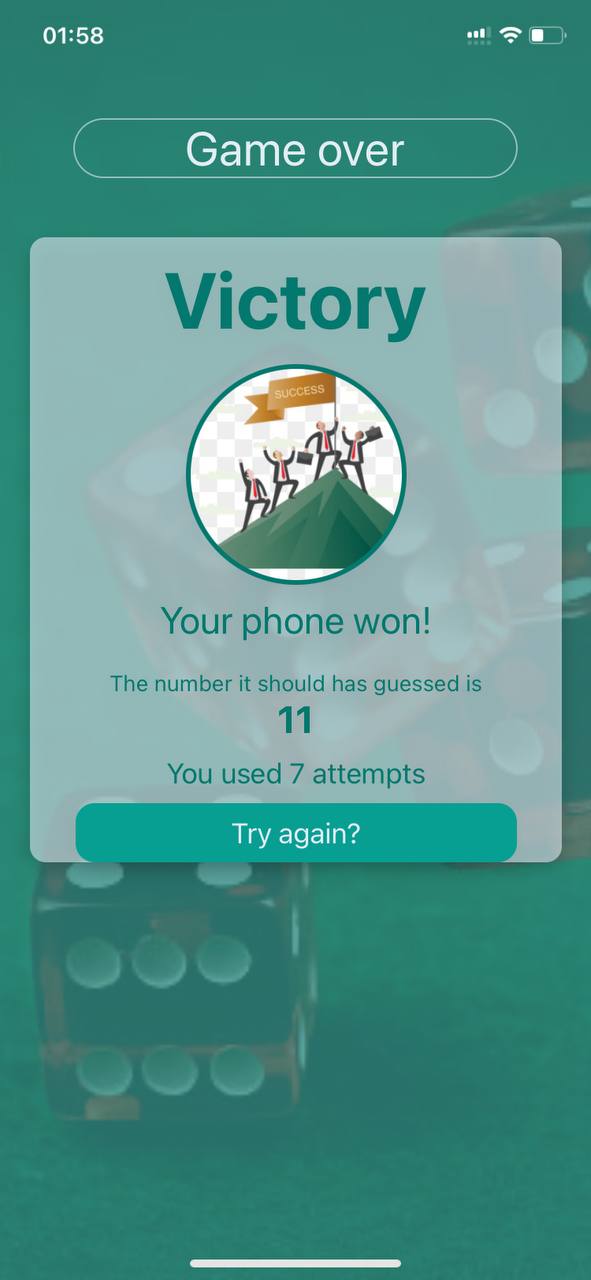 01:58
Game over
Victory
SUCCESS
Your phone won!
The number it should has guessed is
11
You used 7 attempts
Try again?